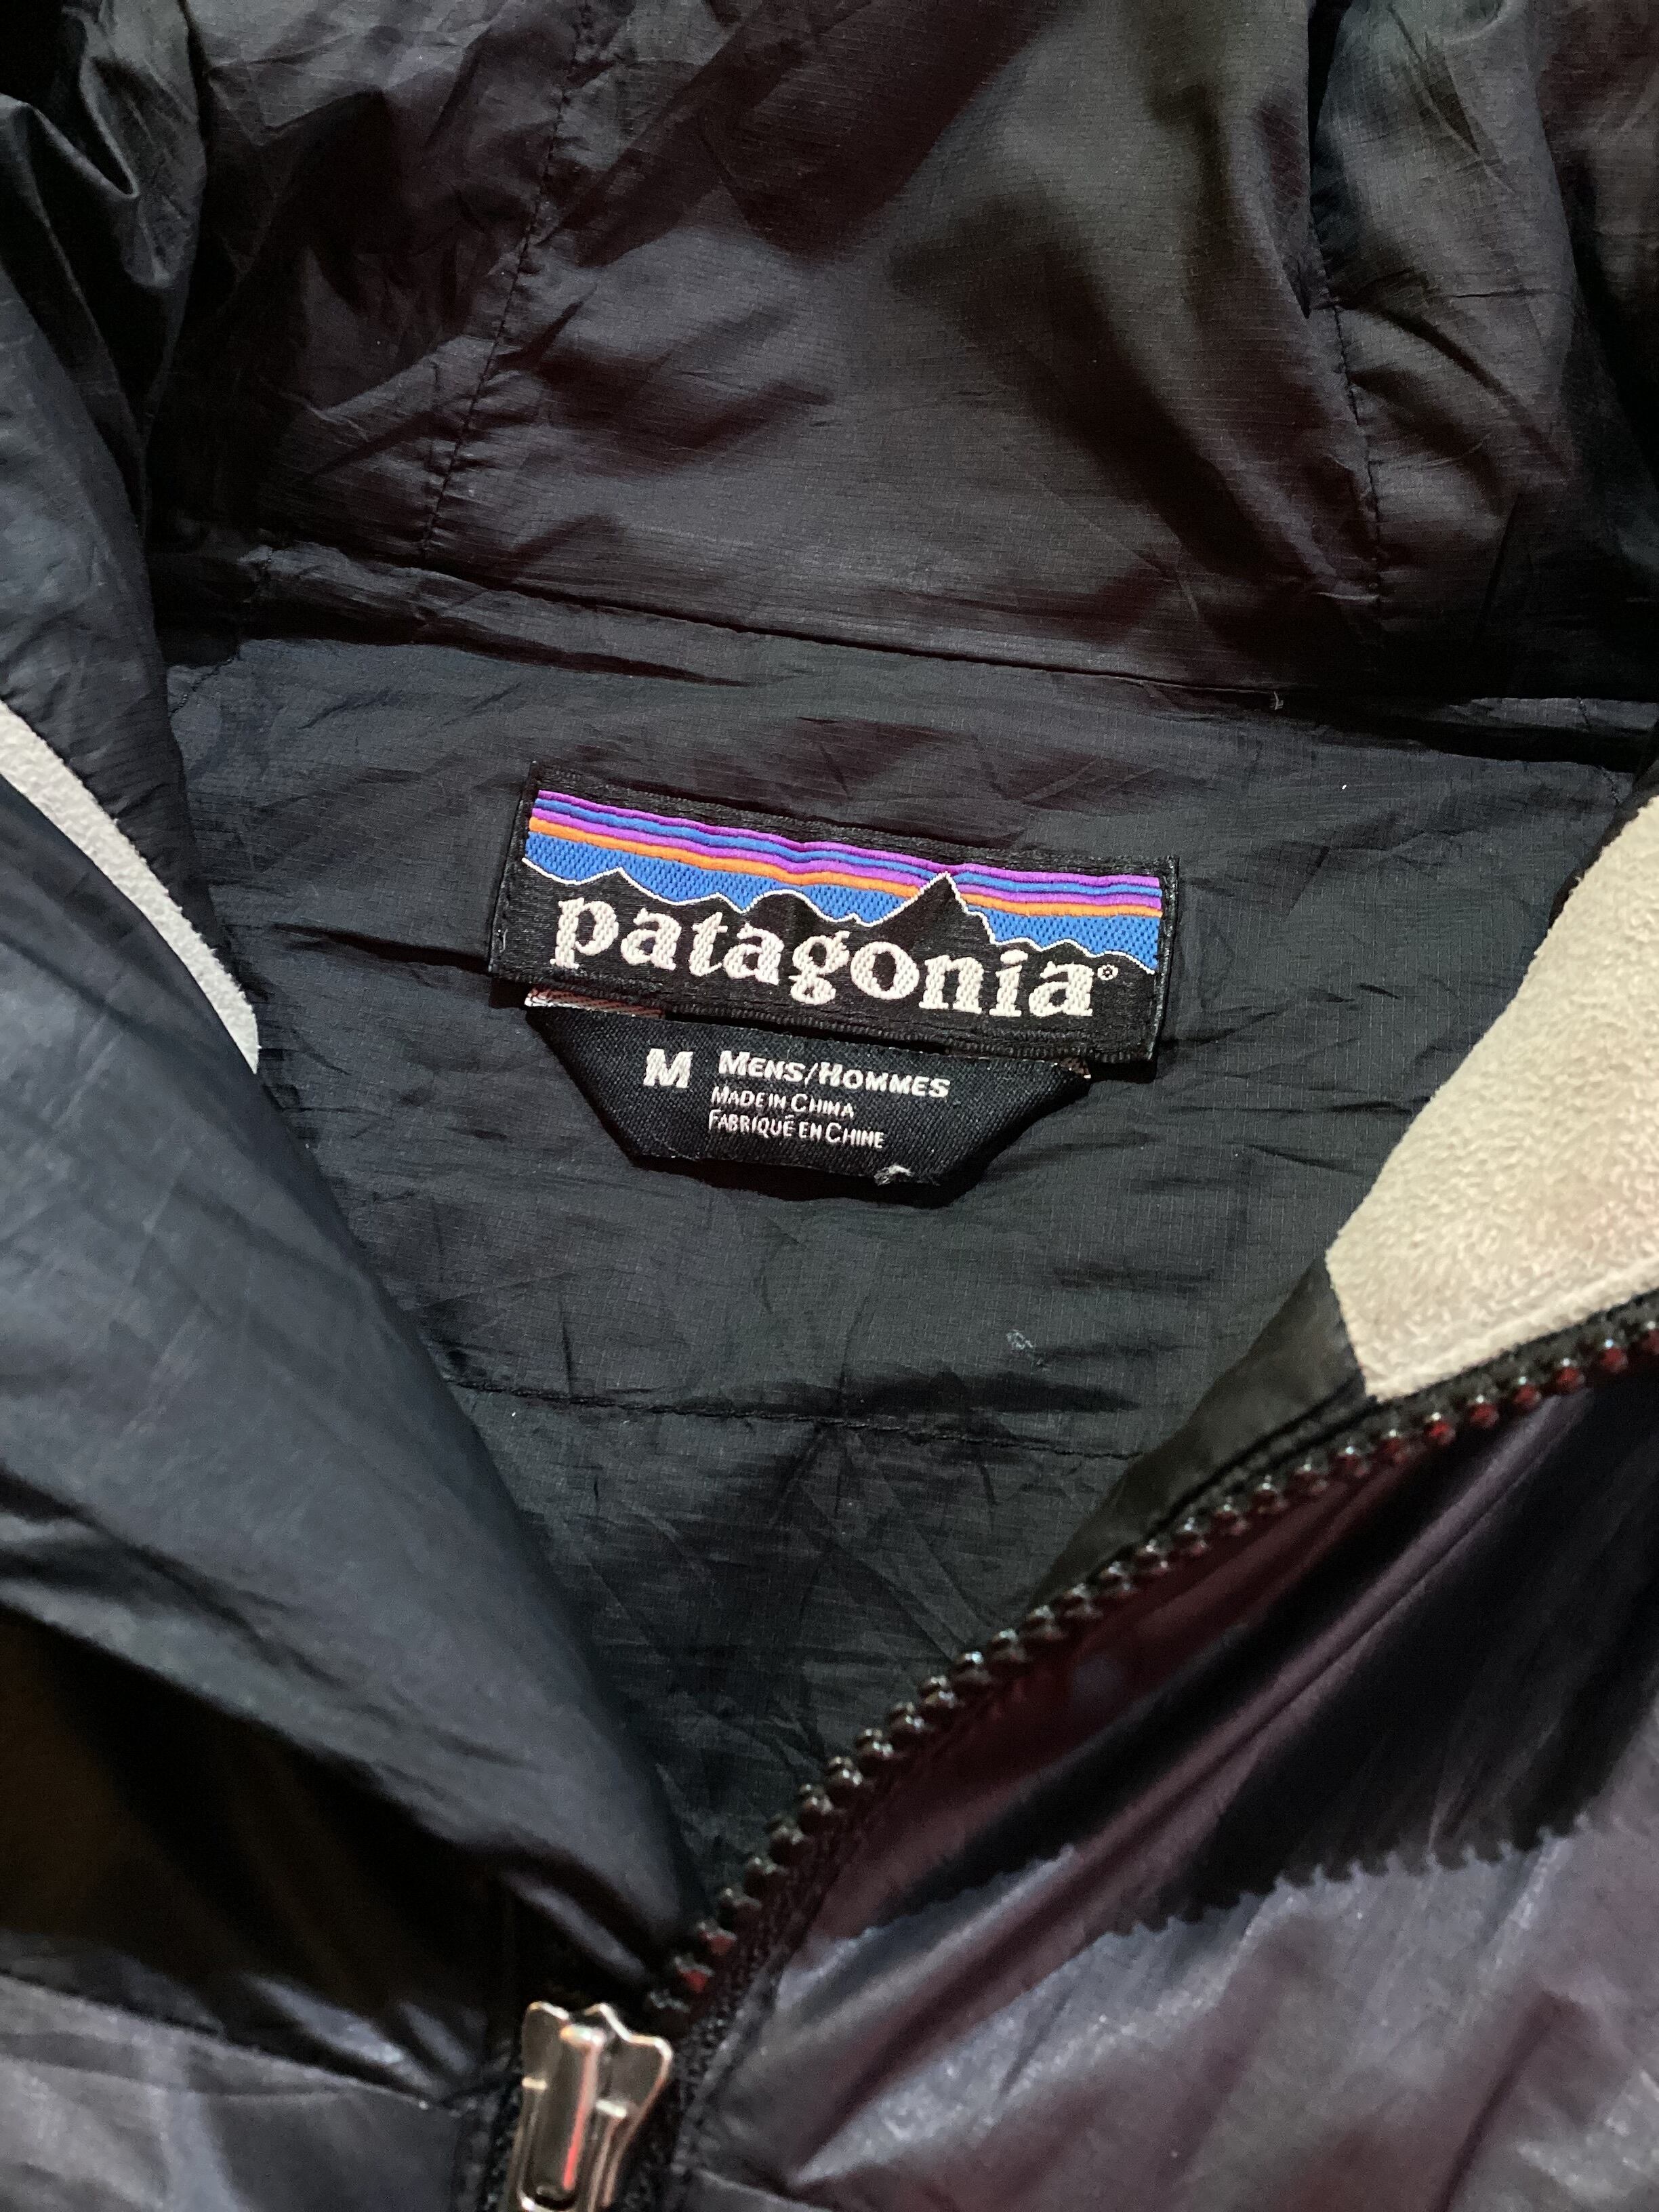 patagonia®
M MENS/HOMMES
MADE IN CHINA
FABRIQUÉ EN CHINE